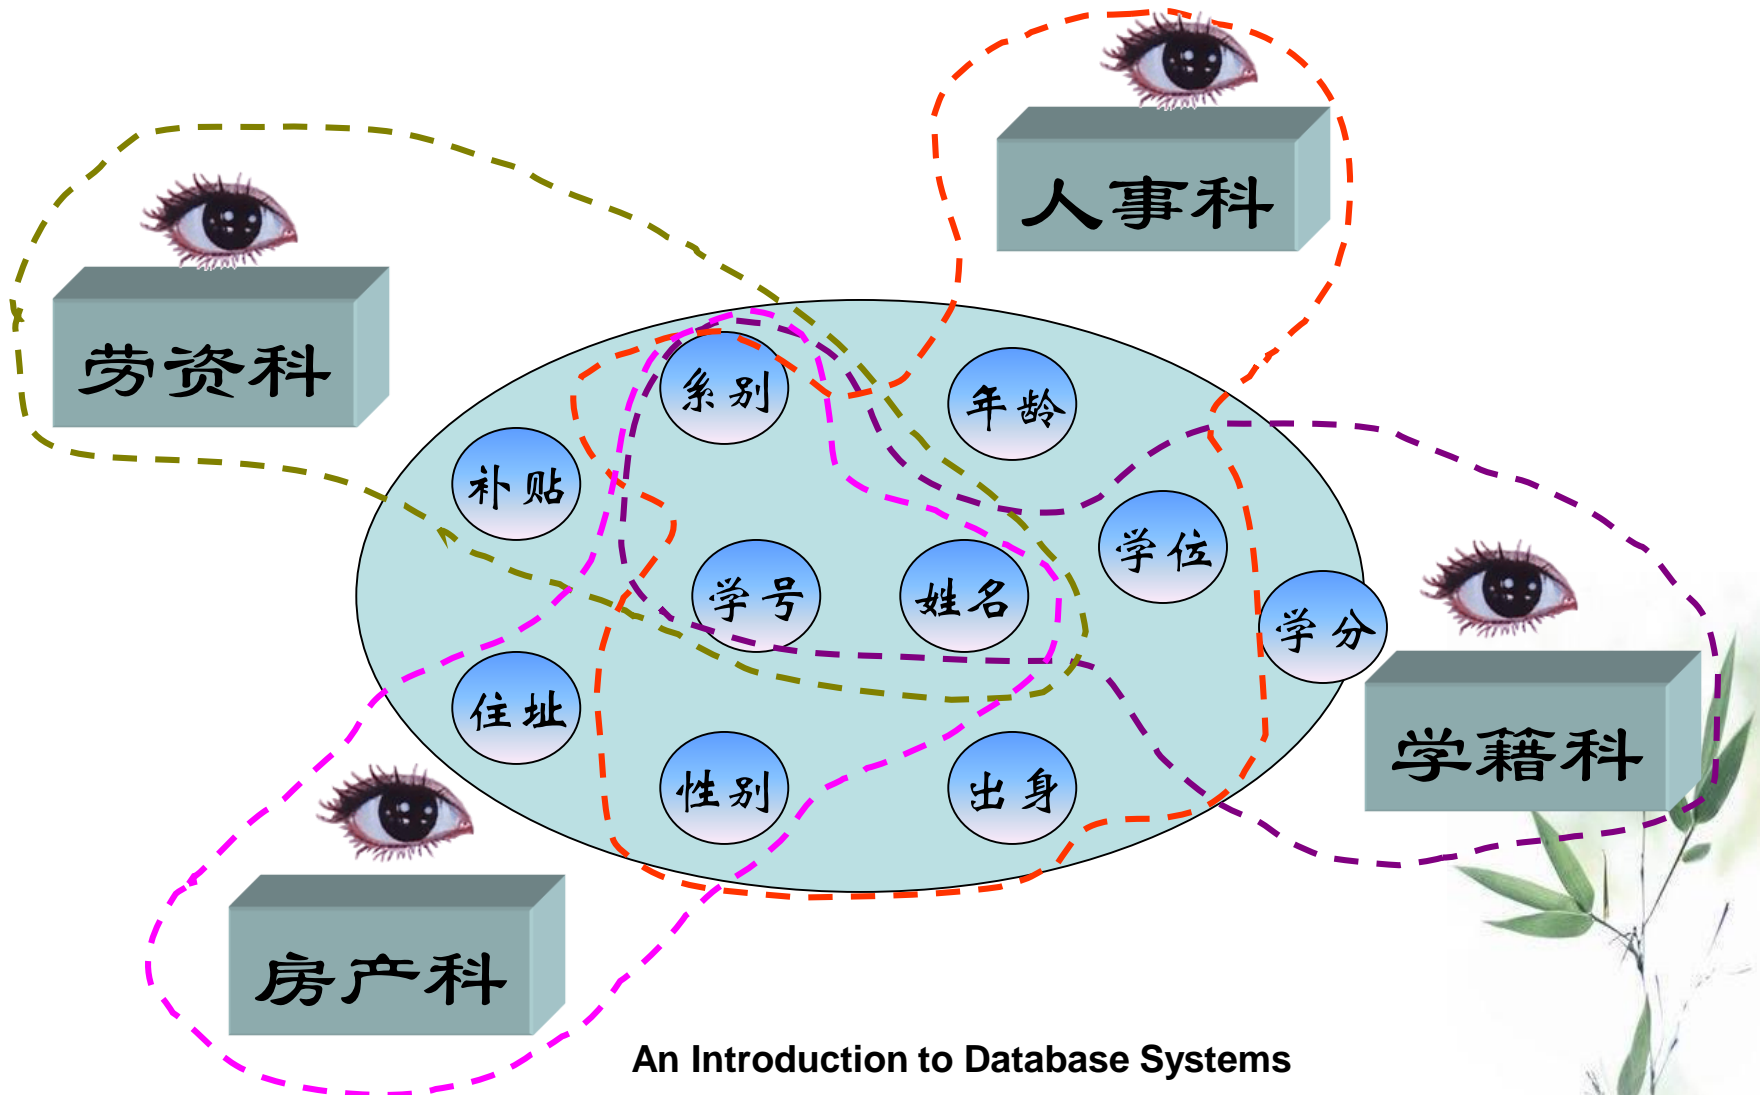 人事科
劳资科
系别
年龄
补贴
学位
学号
姓名
学分
住址
学籍科
性别
出身
房产科
An Introduction to Database Systems